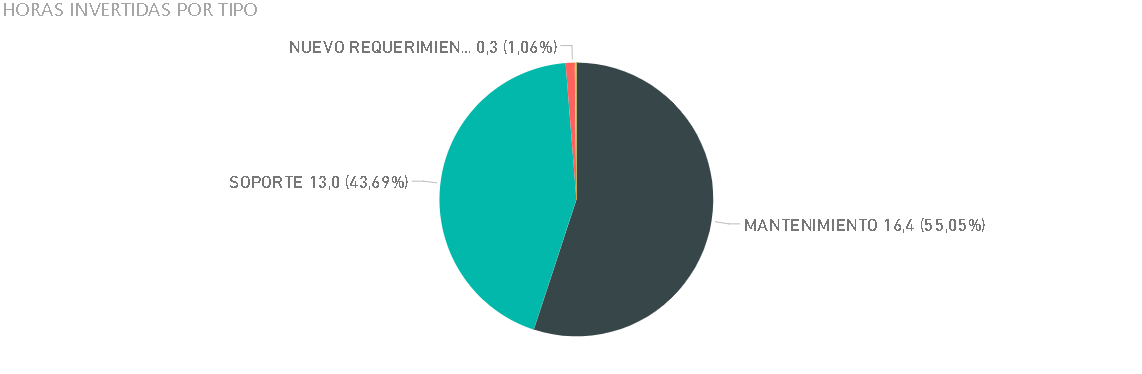 HORAS INVERTIDAS POR TIPO
NUEVO REQUERIMIEN... 0,3 (1,06%)
SOPORTE 13,0 (43,69%)
MANTENIMIENTO 16,4 (55,05%)